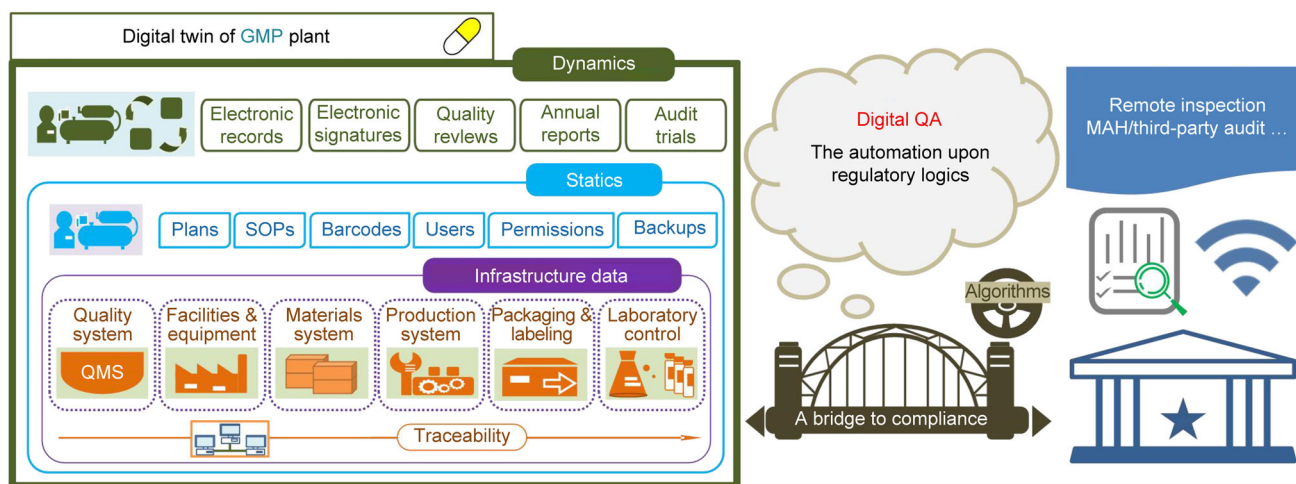 Digital twin of GMP plant
Dynamics
Electronic
records
Electronic
signatures
Quality
reviews
Annual
reports
Audit
trials
Statics
Plans
SOPs
Barcodes
Users
Permissions
Backups
Infrastructure data
Quality
system
Facilities &
equipment
Materials
system
Production
system
Packaging &
labeling
Laboratory
control
QMS
Traceability
Digital QA
The automation upon
regulatory logics
Algorithms
A bridge to compliance
Remote inspection
MAH/third-party audit …